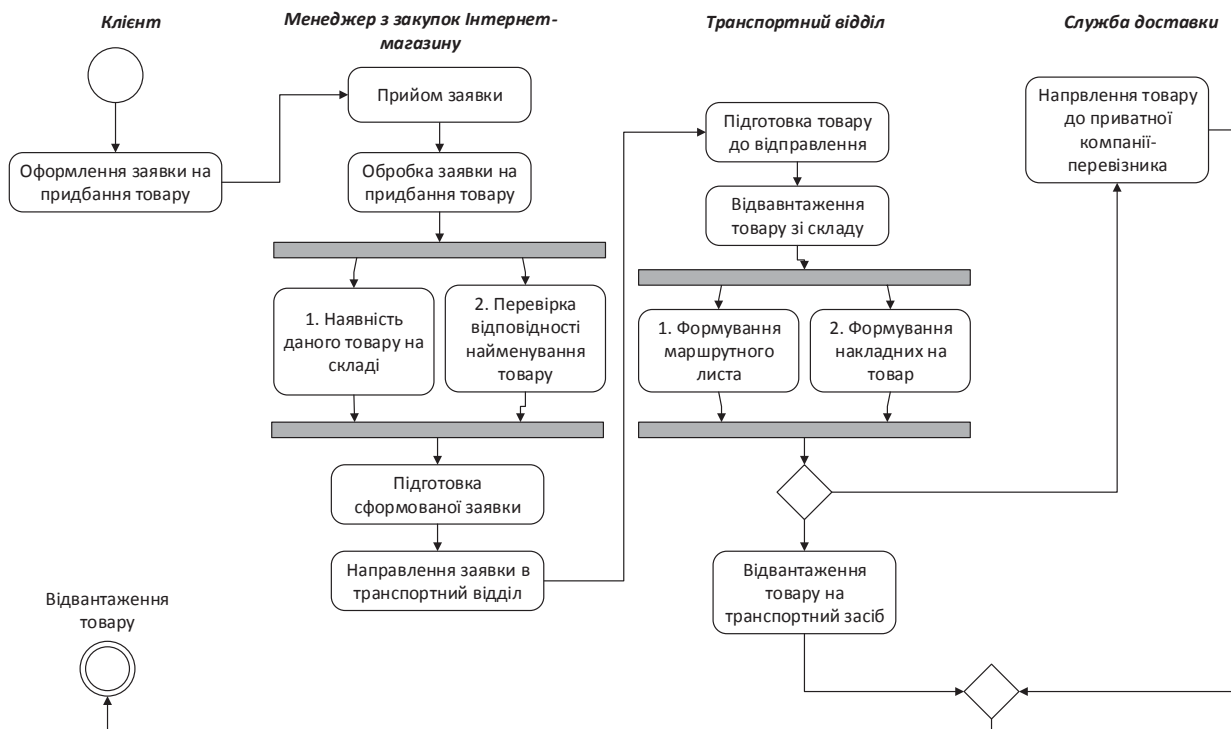 Клієнт
Менеджер з закупок Інтернет-
магазину
Транспортний відділ
Служба доставки
Оформлення заявки на
придбання товару
Прийом заявки
Обробка заявки на
придбання товару
1. Наявність
даного товару на
складі
2. Перевірка
відповідності
найменування
товару
Підготовка
сформованої заявки
Направлення заявки в
транспортний відділ
Підготовка товару
до відправлення
Відвавнтаження
товару зі складу
1. Формування
маршрутного
листа
2. Формування
накладних на
товар
Відвантаження
товару на
транспортний засіб
Напрвлення товару
до приватної
компанії-
перевізника
Відвантаження
товару